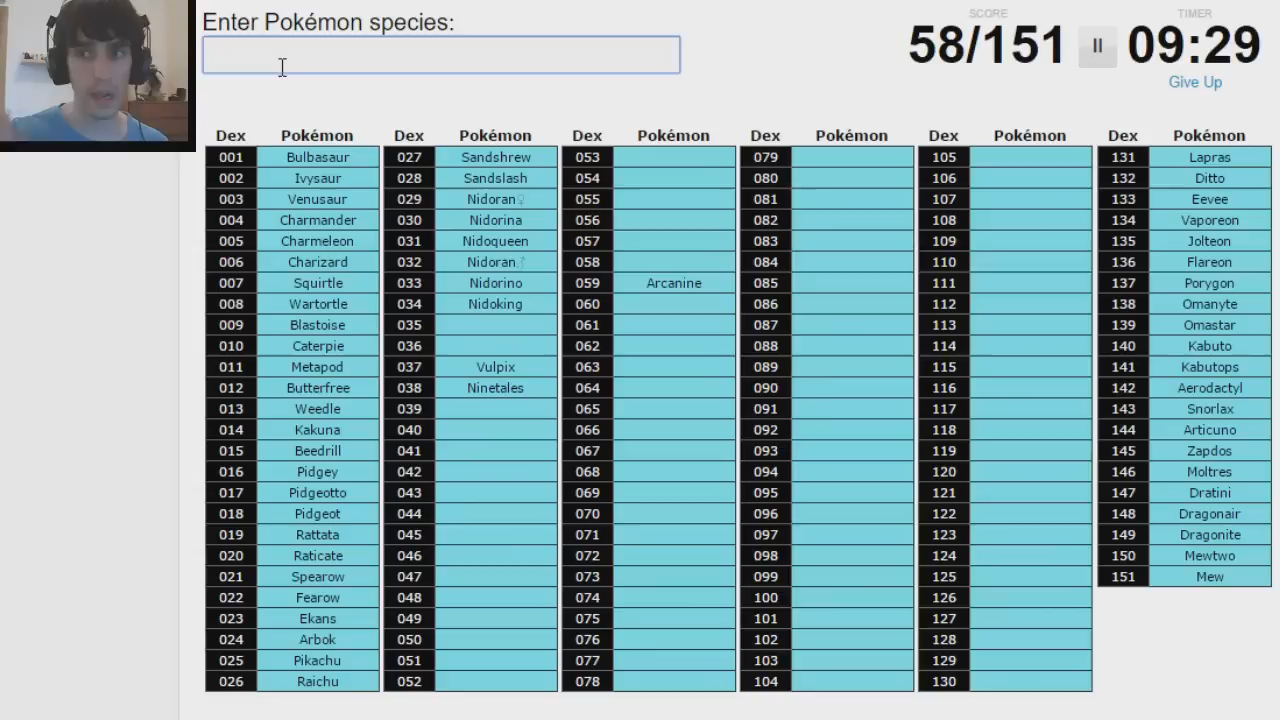 Enter Pokémon species:
SCORE
58/151
TIMER
09:29
Give Up
Dex Pokémon Dex Pokémon Dex Pokémon Dex Pokémon Dex Pokémon Dex Pokémon
001 Bulbasaur 027 Sandshrew 053 079 105 131 Lapras
002 Ivysaur 028 Sandslash 054 080 106 132 Ditto
003 Venusaur 029 Nidoran♀ 055 081 107 133 Eevee
004 Charmander 030 Nidorina 056 082 108 134 Vaporeon
005 Charmeleon 031 Nidoqueen 057 083 109 135 Jolteon
006 Charizard 032 Nidoran♂ 058 084 110 136 Flareon
007 Squirtle 033 Nidorino 059 Arcanine 085 111 137 Porygon
008 Wartortle 034 Nidoking 060 086 112 138 Omanyte
009 Blastoise 035 061 087 113 139 Omastar
010 Caterpie 036 062 088 114 140 Kabuto
011 Metapod 037 Vulpix 063 089 115 141 Kabutops
012 Butterfree 038 Ninetales 064 090 116 142 Aerodactyl
013 Weedle 039 065 091 117 143 Snorlax
014 Kakuna 040 066 092 118 144 Articuno
015 Beedrill 041 067 093 119 145 Zapdos
016 Pidgey 042 068 094 120 146 Moltres
017 Pidgeotto 043 069 095 121 147 Dratini
018 Pidgeot 044 070 096 122 148 Dragonair
019 Rattata 045 071 097 123 149 Dragonite
020 Raticate 046 072 098 124 150 Mewtwo
021 Spearow 047 073 099 125 151 Mew
022 Fearow 048 074 100 126
023 Ekans 049 075 101 127
024 Arbok 050 076 102 128
025 Pikachu 051 077 103 129
026 Raichu 052 078 104 130